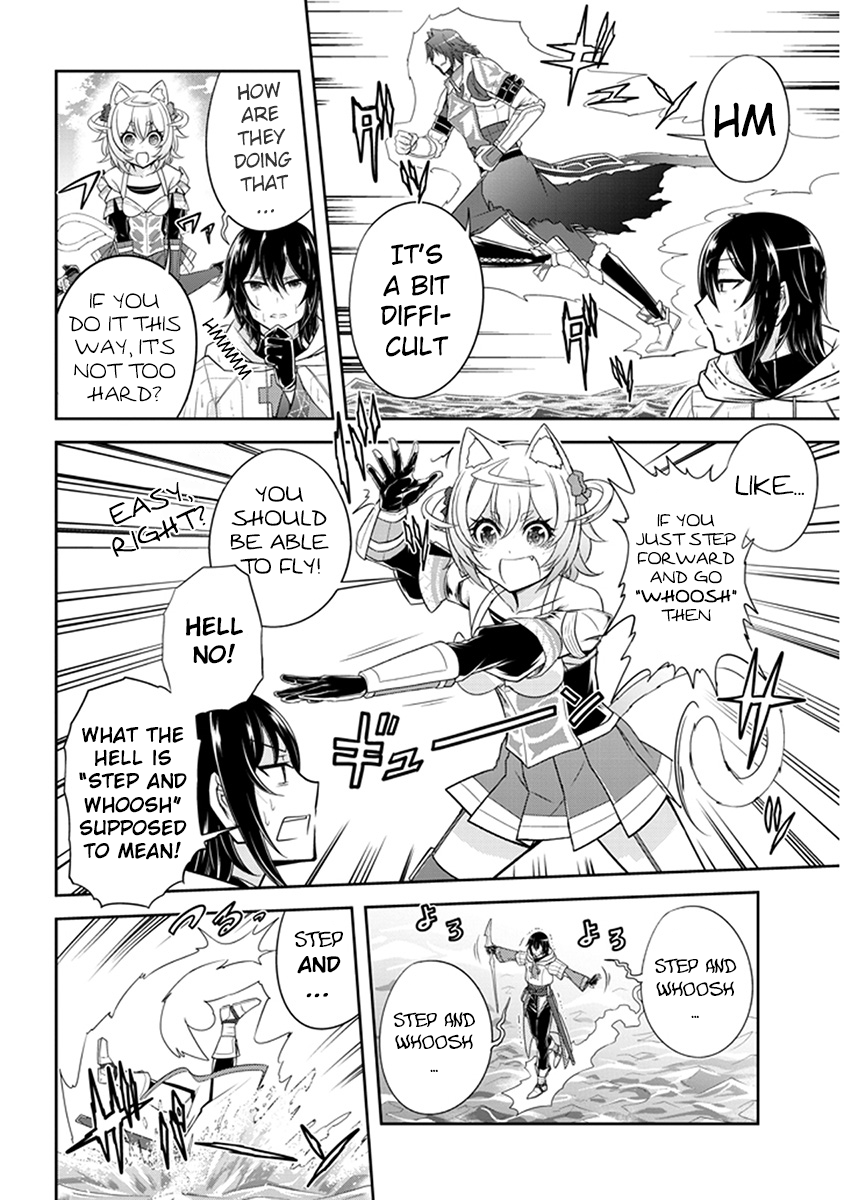 HM
IT'S
A BIT
DIFFI-
CULT
HOW
ARE
THEY
DOING
THAT
...
HMMMM
IF YOU
DO IT THIS
WAY, IT'S
NOT TOO
HARD?
LIKE...
IF YOU
JUST STEP
FORWARD
AND GO
"WHOOSH"
THEN
YOU
SHOULD
BE ABLE
TO FLY!
EASY,
RIGHT?
ギュー
HELL
NO!
WHAT THE
HELL IS
"STEP AND
WHOOSH"
SUPPOSED
TO MEAN!
よろ
よろ
STEP AND
WHOOSH
...
STEP AND
WHOOSH
...
つるっ
STEP
AND
...